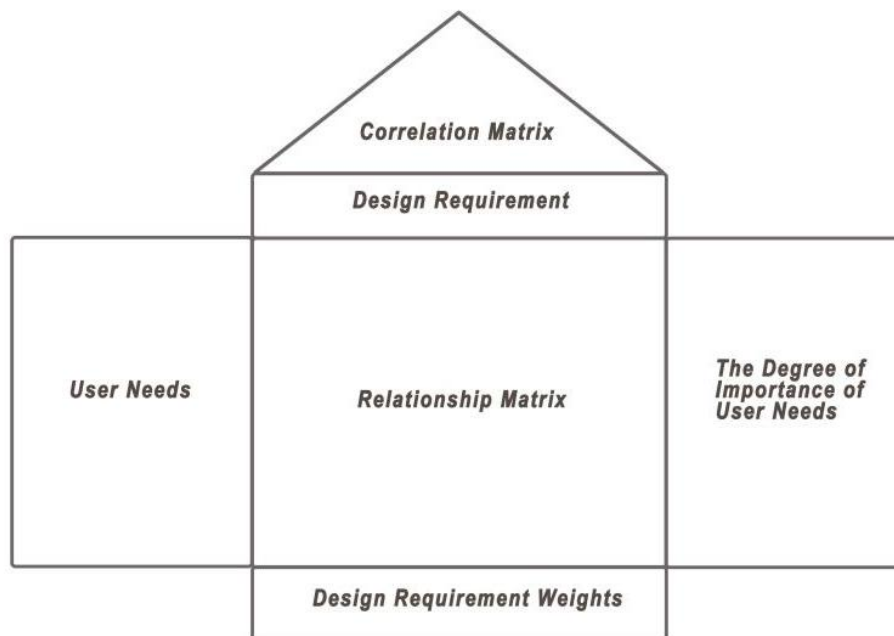 Correlation Matrix
Design Requirement
User Needs
Relationship Matrix
The Degree of
Importance of
User Needs
Design Requirement Weights